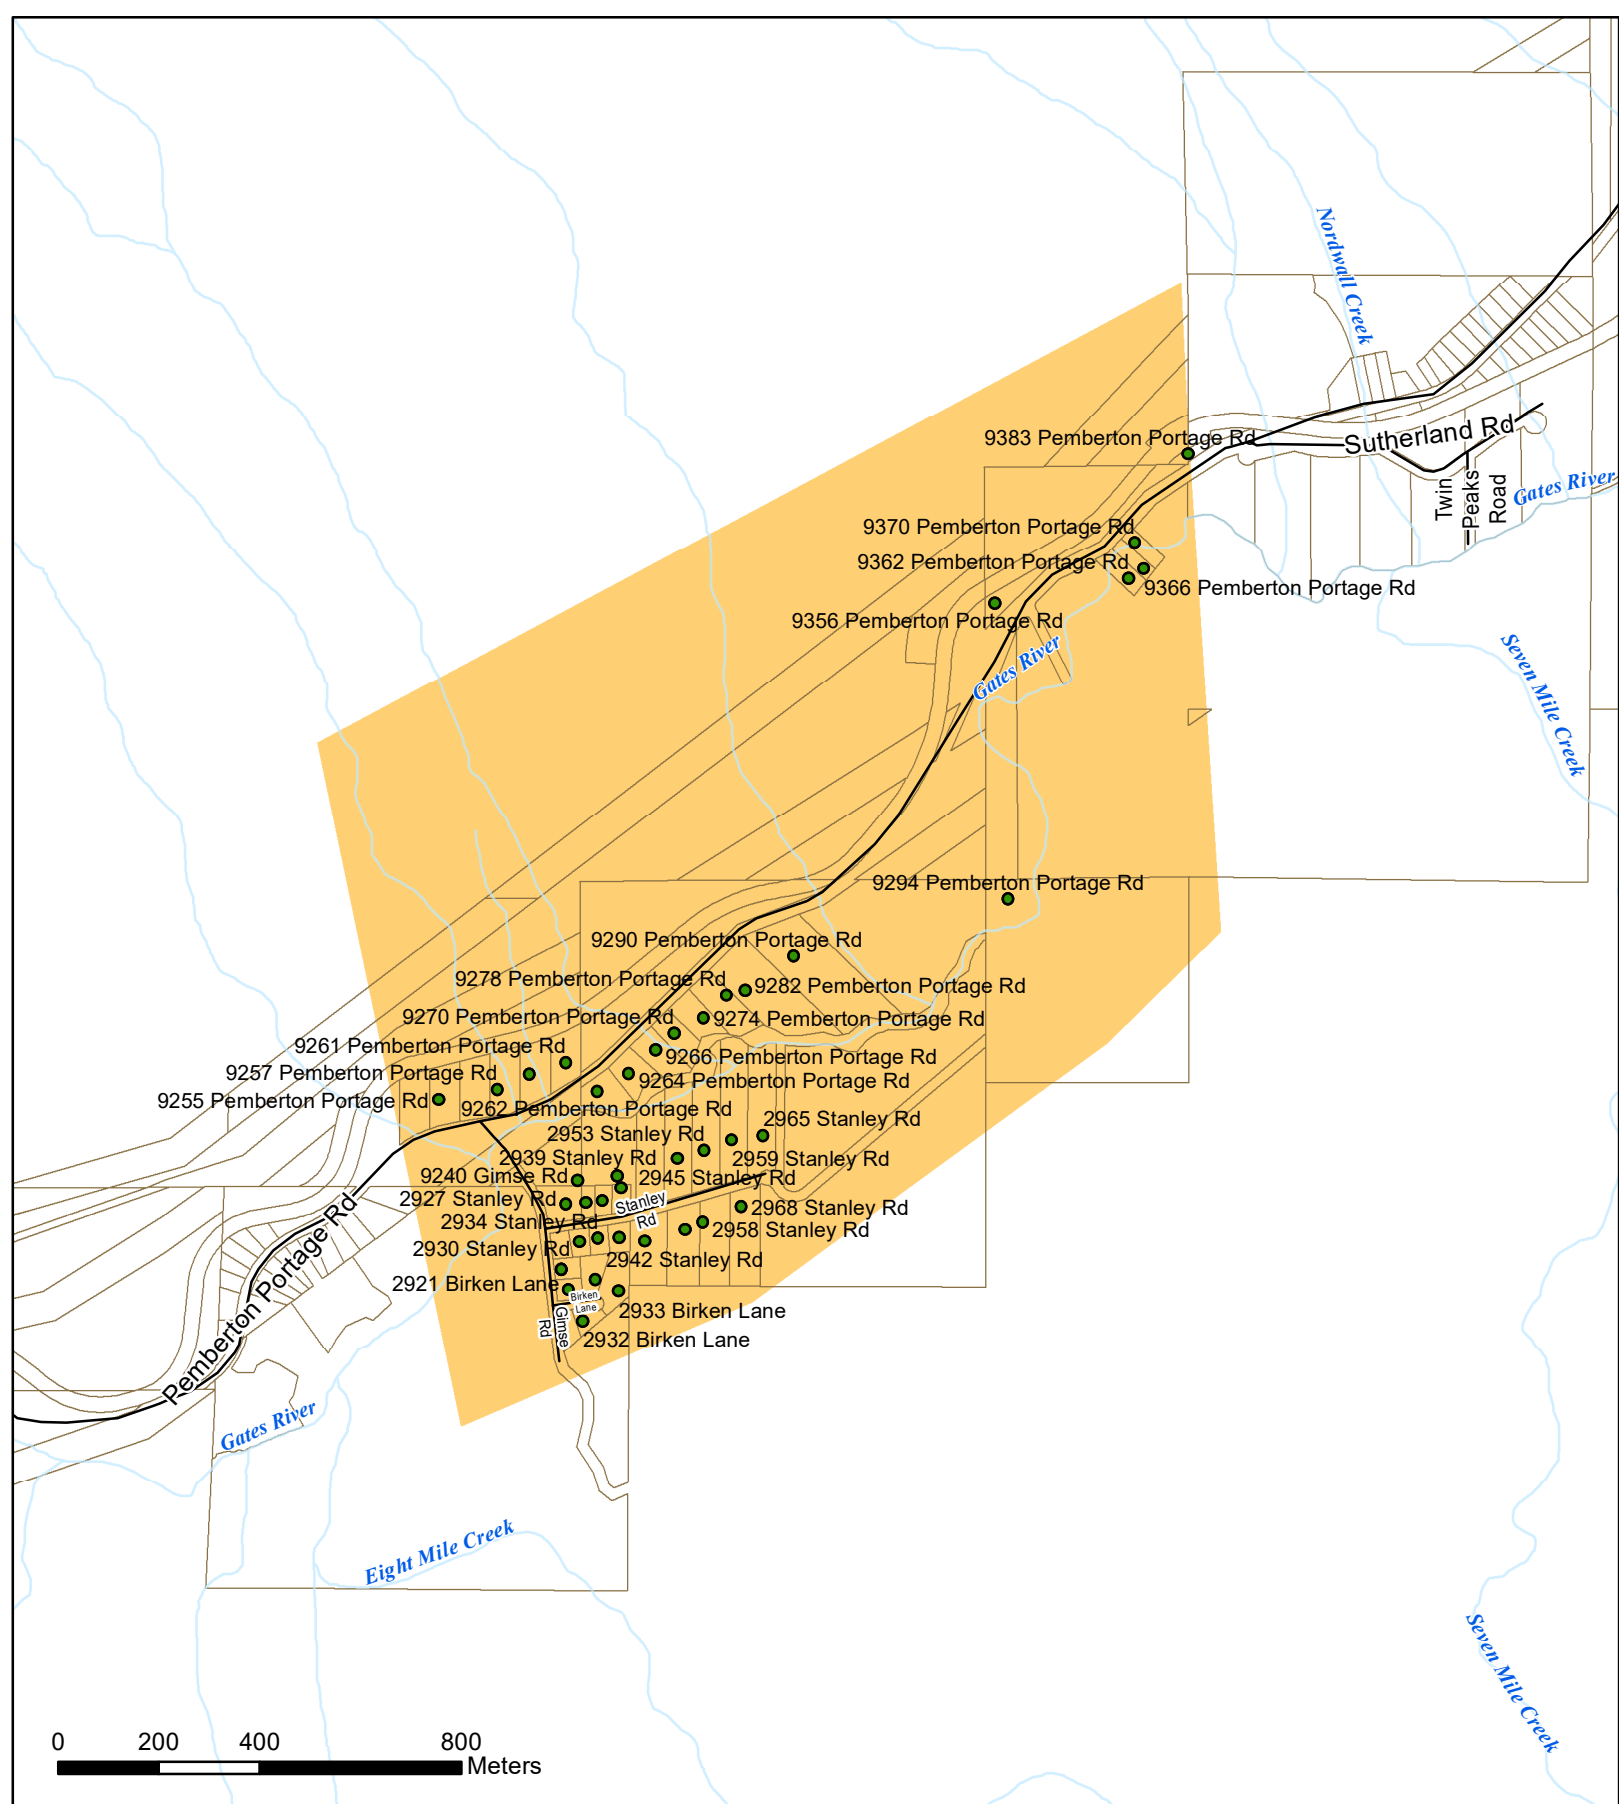 Nordwall Creek
9383 Pemberton Portage Rd
Sutherland Rd
Twin
Peaks
Road
Gates River
9370 Pemberton Portage Rd
9362 Pemberton Portage Rd
9366 Pemberton Portage Rd
9356 Pemberton Portage Rd
Gates River
Seven Mile Creek
9294 Pemberton Portage Rd
9290 Pemberton Portage Rd
9278 Pemberton Portage Rd
9282 Pemberton Portage Rd
9270 Pemberton Portage Rd
9274 Pemberton Portage Rd
9261 Pemberton Portage Rd
9266 Pemberton Portage Rd
9257 Pemberton Portage Rd
9264 Pemberton Portage Rd
9255 Pemberton Portage Rd
9262 Pemberton Portage Rd
2965 Stanley Rd
2953 Stanley Rd
2939 Stanley Rd
2959 Stanley Rd
9240 Gimse Rd
2945 Stanley Rd
2927 Stanley Rd
Stanley
Rd
2968 Stanley Rd
2934 Stanley Rd
2958 Stanley Rd
2930 Stanley Rd
2942 Stanley Rd
2921 Birken Lane
Birken
Lane
Gimse
Rd
2933 Birken Lane
2932 Birken Lane
Pemberton Portage Rd
Gates River
Eight Mile Creek
Seven Mile Creek
0 200 400 800
Meters